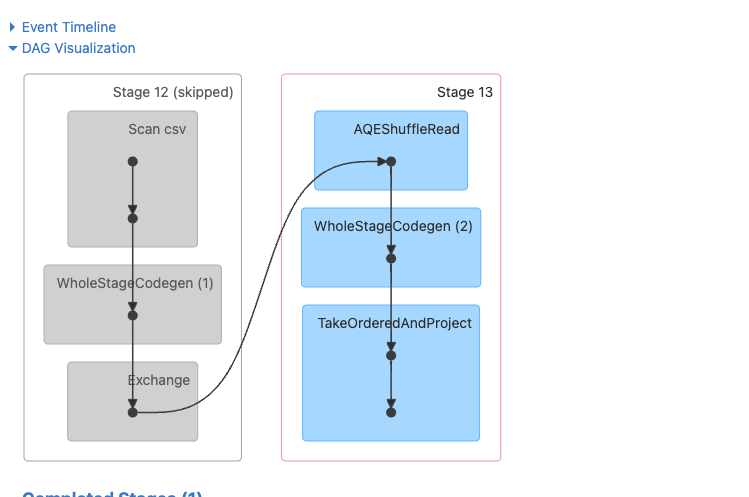 Event Timeline
DAG Visualization
Stage 12 (skipped)
Scan csv
WholeStageCodegen (1)
Exchange
Stage 13
AQEShuffleRead
WholeStageCodegen (2)
TakeOrderedAndProject
Completed Stages (1)